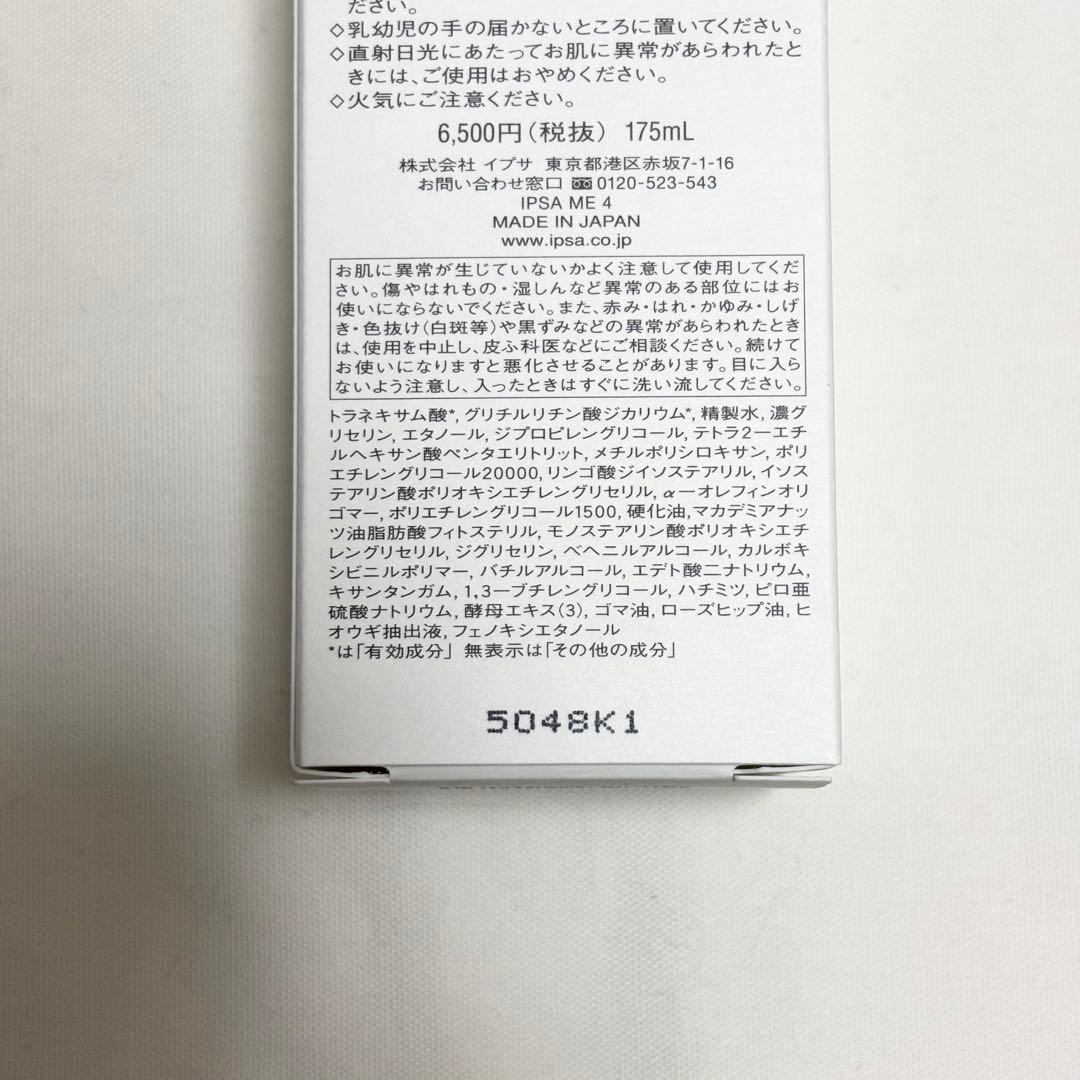 ださい。
◇乳幼児の手の届かないところに置いてください。
◇直射日光にあたってお肌に異常があらわれたと
きには、ご使用はおやめください。
◇火気にご注意ください。
6,500円(税抜) 175mL
株式会社 イプサ 東京都港区赤坂7-1-16
お問い合わせ窓口 0120-523-543
IPSA ME 4
MADE IN JAPAN
www.ipsa.co.jp
お肌に異常が生じていないかよく注意して使用してくだ
さい。傷やはれもの・湿しんなど異常のある部位にはお
使いにならないでください。また、赤み・はれ・かゆみ・しげ
き・色抜け(白斑等)や黒ずみなどの異常があらわれたとき
は、使用を中止し、皮ふ科医などにご相談ください。続けて
お使いになりますと悪化させることがあります。目に入ら
ないよう注意し、入ったときはすぐに洗い流してください。
トラネキサム酸*, グリチルリチン酸ジカリウム*, 精製水, 濃グ
リセリン, エタノール, ジプロピレングリコール, テトラ2ーエチ
ルヘキサン酸ペンタエリトリット, メチルポリシロキサン, ポリ
エチレングリコール20000, リンゴ酸ジイソステアリル, イソス
テアリン酸ポリオキシエチレングリセリル, αーオレフィンオリ
ゴマー, ポリエチレングリコール1500, 硬化油, マカデミアナッ
ツ油脂肪酸フィトステリル, モノステアリン酸ポリオキシエチ
レングリセリル, ジグリセリン, ベヘニルアルコール, カルボキ
シビニルポリマー, バチルアルコール, エデト酸二ナトリウム,
キサンタンガム, 1,3ーブチレングリコール, ハチミツ, ピロ亜
硫酸ナトリウム, 酵母エキス(3), ゴマ油, ローズヒップ油, ヒ
オウギ抽出液, フェノキシエタノール
*は「有効成分」 無表示は「その他の成分」
5048K1